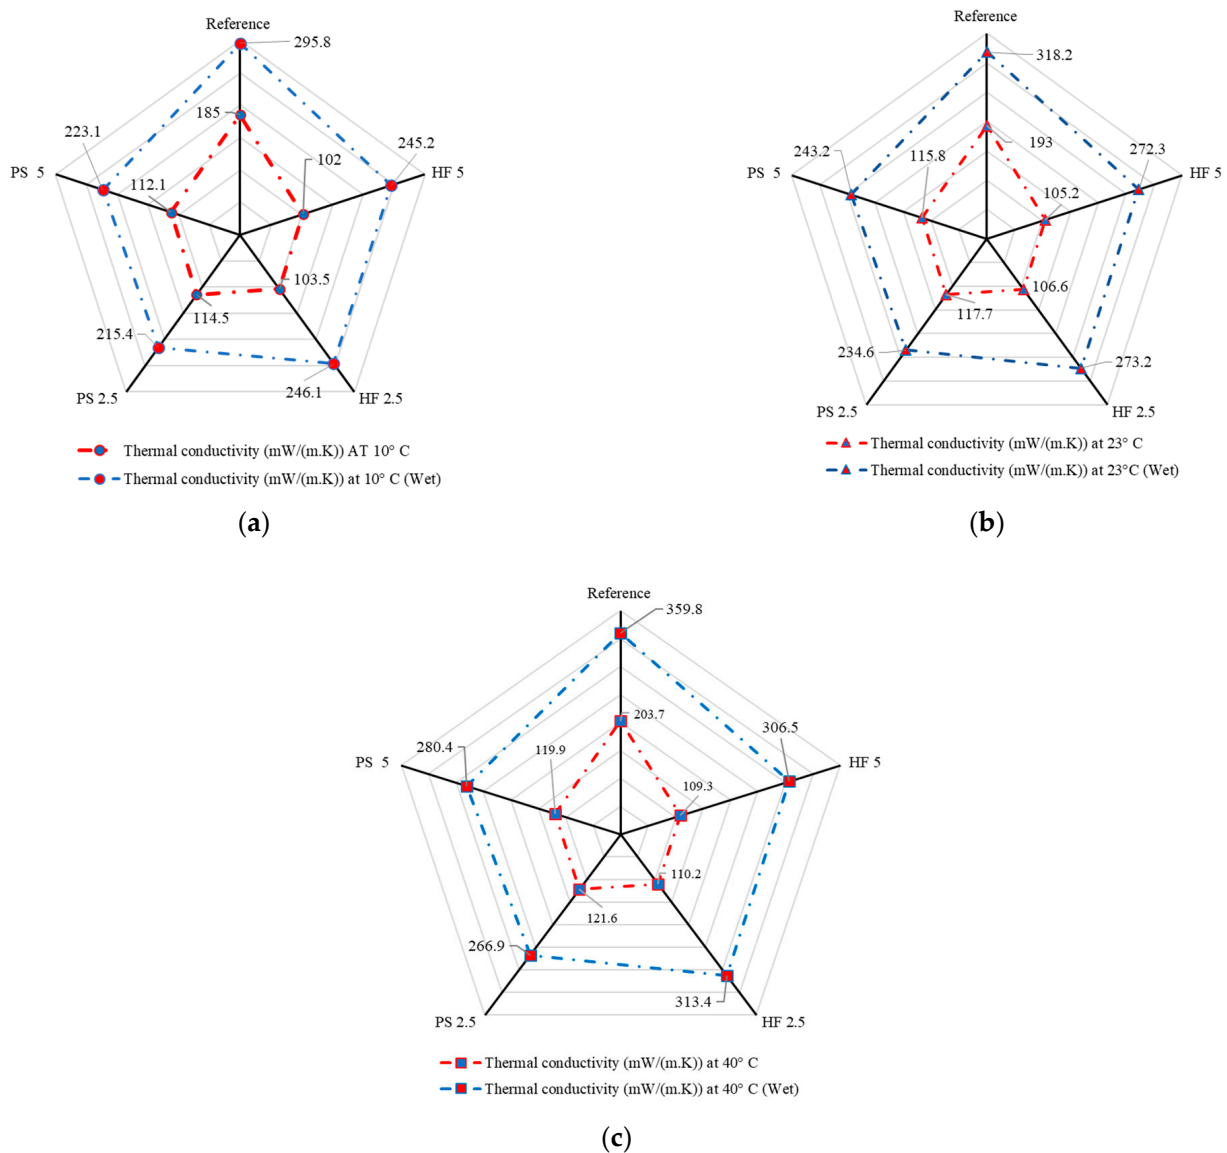 Reference
295.8
185
223.1
245.2
102
PS 5
HF 5
112.1
103.5
114.5
215.4
246.1
PS 2.5
HF 2.5
Thermal conductivity (mW/(m.K)) AT 10° C
Thermal conductivity (mW/(m.K)) at 10° C (Wet)
(a)
Reference
318.2
193
243.2
115.8
272.3
PS 5
HF 5
105.2
106.6
117.7
234.6
273.2
PS 2.5
HF 2.5
Thermal conductivity (mW/(m.K)) at 23° C
Thermal conductivity (mW/(m.K)) at 23°C (Wet)
(b)
Reference
359.8
203.7
306.5
280.4
119.9
PS 5
HF 5
109.3
110.2
121.6
266.9
313.4
PS 2.5
HF 2.5
Thermal conductivity (mW/(m.K)) at 40° C
Thermal conductivity (mW/(m.K)) at 40° C (Wet)
(c)